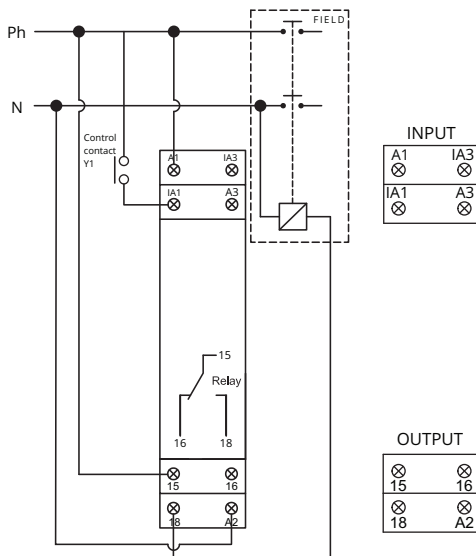 Ph
FIELD
N
Control
contact
Y1
A1 IA3
IA1 A3
15
Relay
16 18
15 16
18 A2
INPUT
A1 IA3
IA1 A3
OUTPUT
15 16
18 A2